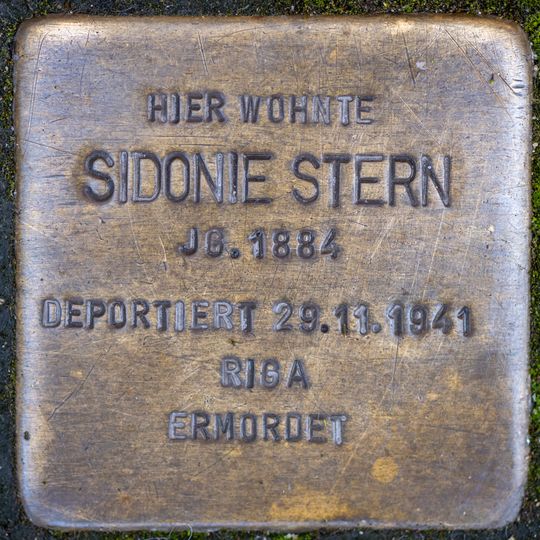 HIER WOHNTE
SIDONIE STERN
JG. 1884
DEPORTIERT 29.11.1941
RIGA
ERMORDET